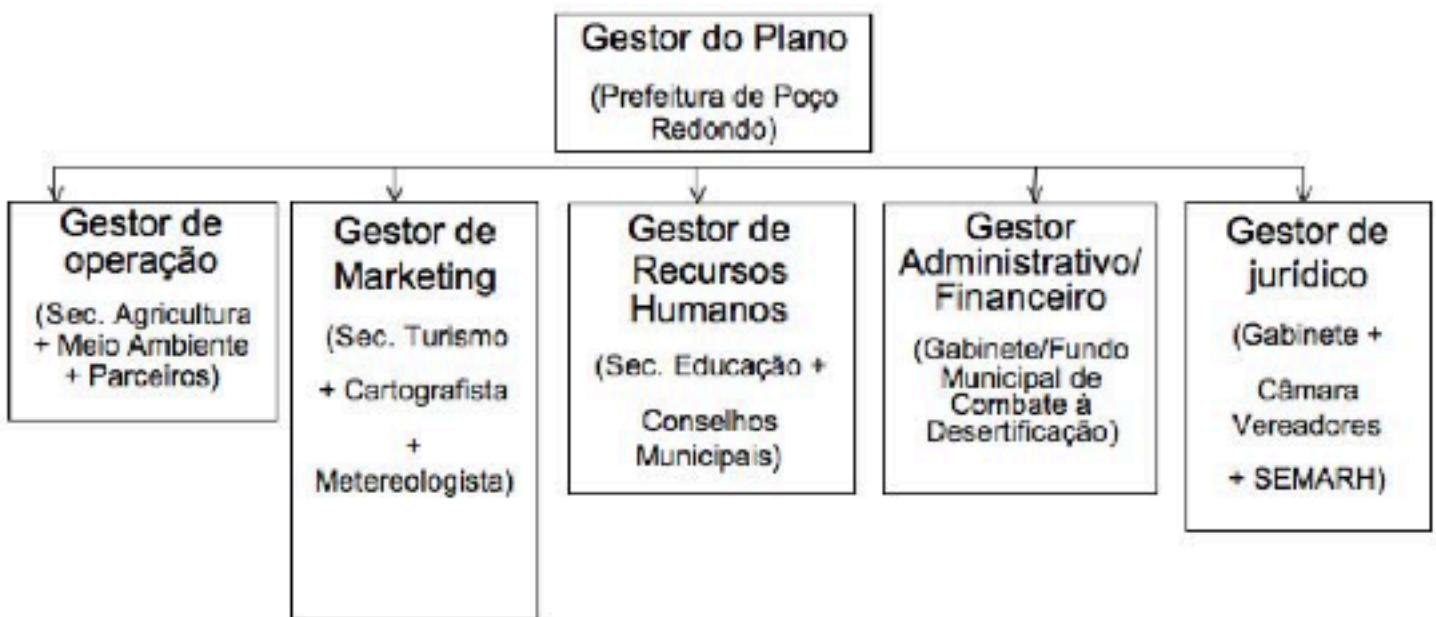 Gestor do Plano
(Prefeitura de Poço
Redondo)
Gestor de
operação
(Sec. Agricultura
+ Meio Ambiente
+ Parceiros)
Gestor de
Marketing
(Sec. Turismo
+ Cartografista
+
Metereologista)
Gestor de
Recursos
Humanos
(Sec. Educação +
Conselhos
Municipais)
Gestor
Administrativo/
Financeiro
(Gabinete/Fundo
Municipal de
Combate à
Desertificação)
Gestor de
jurídico
(Gabinete +
Câmara
Vereadores
+ SEMARH)